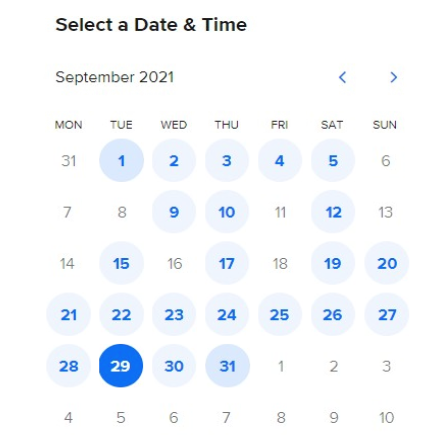 Select a Date & Time
September 2021
MON TUE WED THU FRI SAT SUN
31 1 2 3 4 5 6
7 8 9 10 11 12 13
14 15 16 17 18 19 20
21 22 23 24 25 26 27
28 29 30 31 1 2 3
4 5 6 7 8 9 10